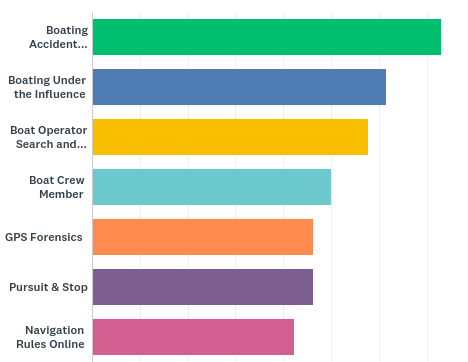 Boating
Accident...
Boating Under
the Influence
Boat Operator
Search and...
Boat Crew
Member
GPS Forensics
Pursuit & Stop
Navigation
Rules Online